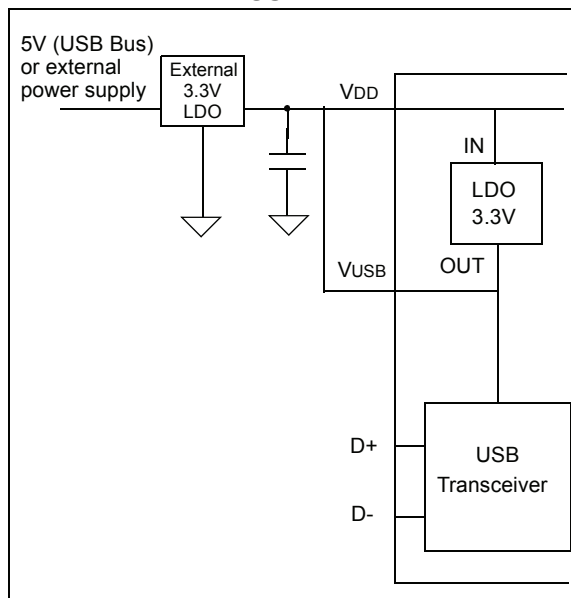 5V (USB Bus)
or external
power supply
External
3.3V
LDO
VDD
IN
LDO
3.3V
VUSB
OUT
D+
USB
Transceiver
D-